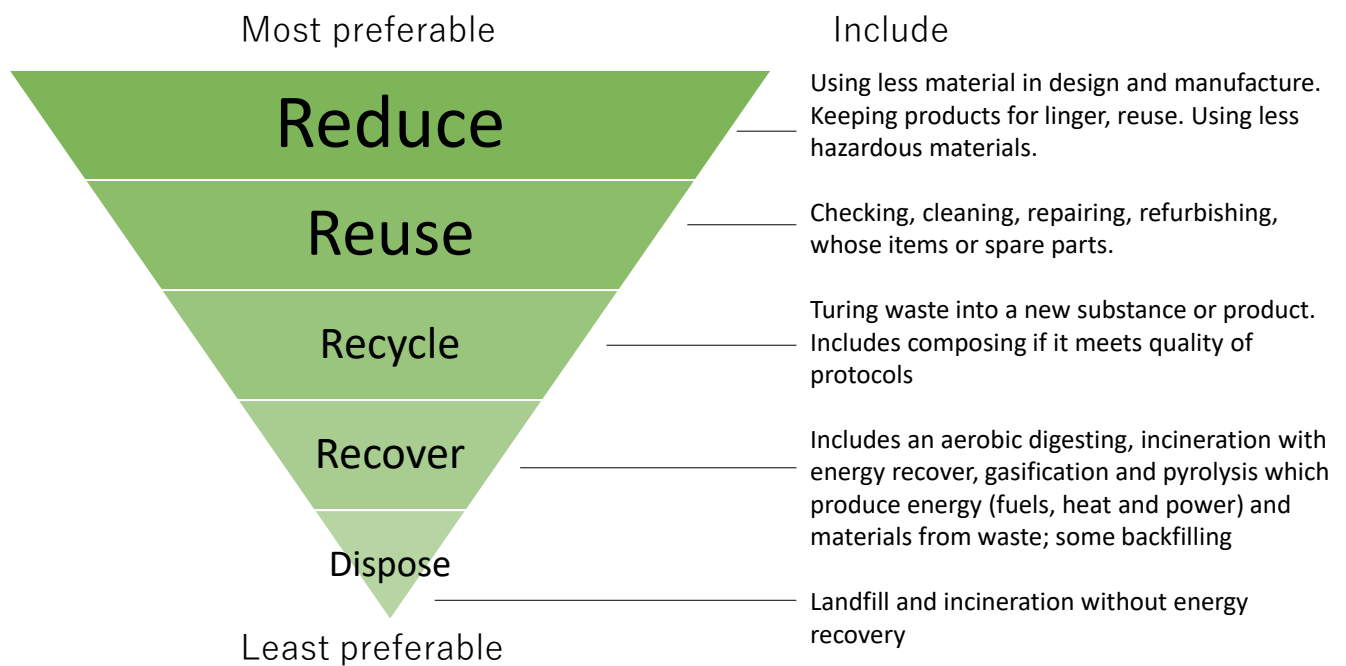 Most preferable
Include
Reduce
Using less material in design and manufacture.
Keeping products for linger, reuse. Using less
hazardous materials.
Reuse
Checking, cleaning, repairing, refurbishing,
whose items or spare parts.
Recycle
Turing waste into a new substance or product.
Includes composing if it meets quality of
protocols
Recover
Includes an aerobic digesting, incineration with
energy recover, gasification and pyrolysis which
produce energy (fuels, heat and power) and
materials from waste; some backfilling
Dispose
Landfill and incineration without energy
recovery
Least preferable